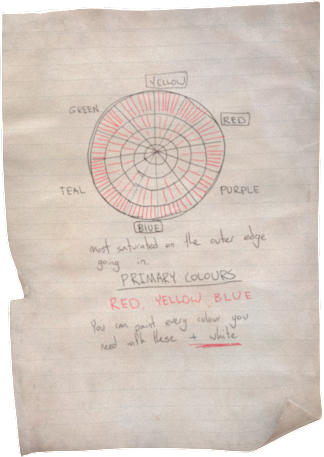 YELLOW
GREEN
RED
TEAL
PURPLE
BLUE
most saturated on the outer edge
going in
PRIMARY COLOURS
RED, YELLOW, BLUE
You can paint every colour you
need with these + white